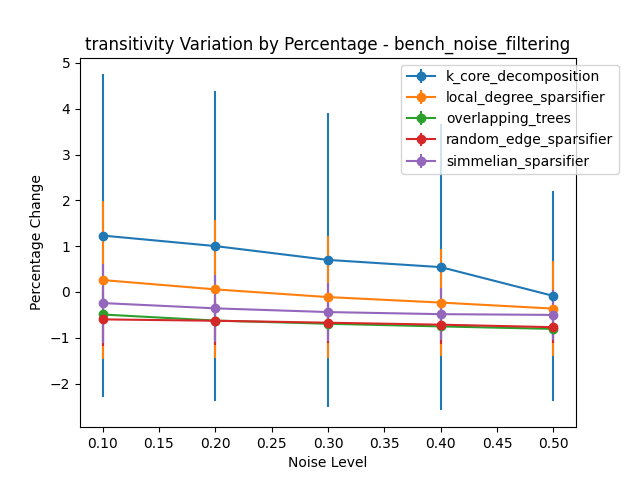 transitivity Variation by Percentage - bench_noise_filtering
k_core_decomposition
local_degree_sparsifier
overlapping_trees
random_edge_sparsifier
simmelian_sparsifier
Percentage Change
5
4
3
2
1
0
−1
−2
0.10 0.15 0.20 0.25 0.30 0.35 0.40 0.45 0.50
Noise Level